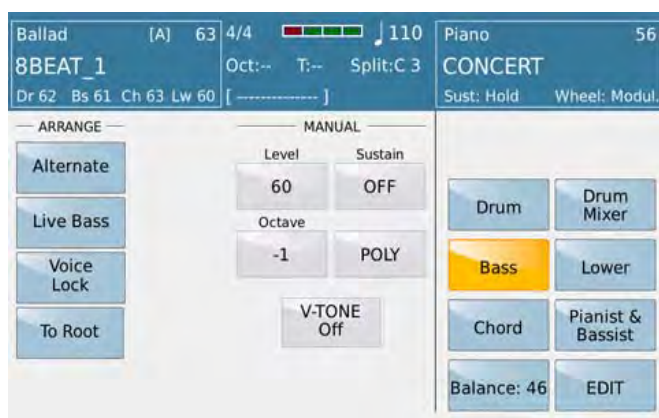 Ballad [A] 63 4/4 110 Piano 56
8BEAT_1 Oct:-- T:-- Split:C 3 CONCERT
Dr 62 Bs 61 Ch 63 Lw 60 [ -------------- ] Sust: Hold Wheel: Modul.
ARRANGE
Alternate
Live Bass
Voice
Lock
To Root
MANUAL
Level Sustain
60 OFF
Octave
-1 POLY
V-TONE
Off
Drum
Drum
Mixer
Bass
Lower
Chord
Pianist &
Bassist
Balance: 46
EDIT